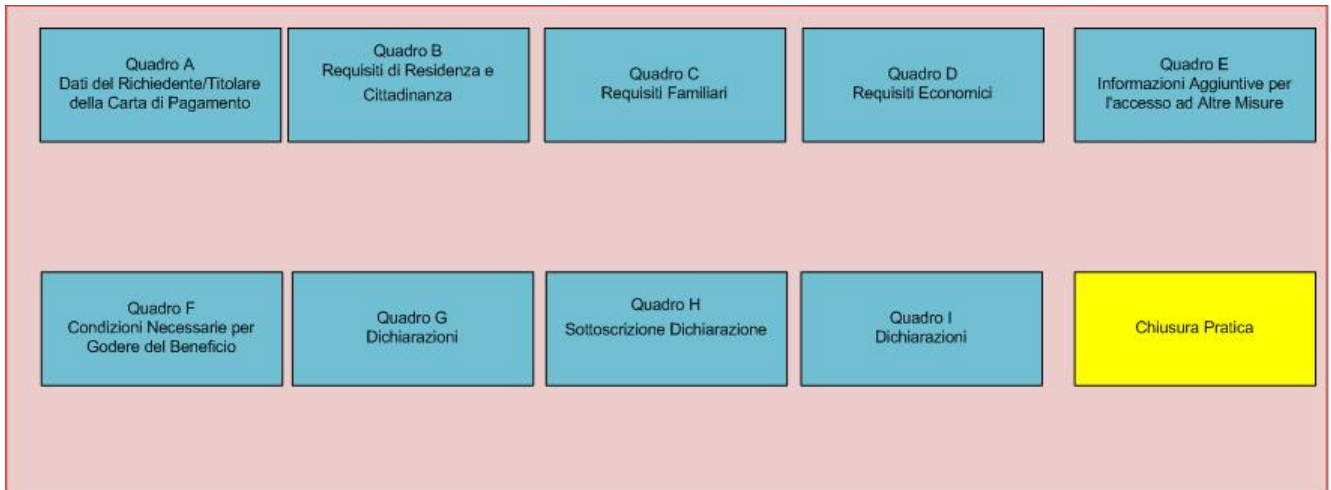 Quadro A
Dati del Richiedente/Titolare
della Carta di Pagamento
Quadro B
Requisiti di Residenza e
Cittadinanza
Quadro C
Requisiti Familiari
Quadro D
Requisiti Economici
Quadro E
Informazioni Aggiuntive per
l'accesso ad Altre Misure
Quadro F
Condizioni Necessarie per
Godere del Beneficio
Quadro G
Dichiarazioni
Quadro H
Sottoscrizione Dichiarazione
Quadro I
Dichiarazioni
Chiusura Pratica